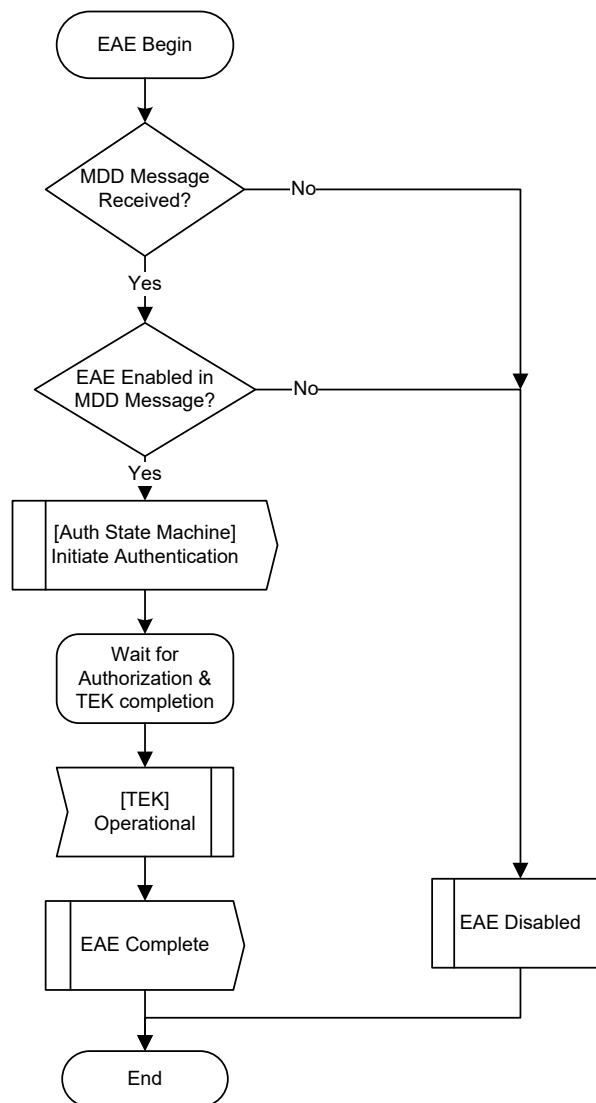 EAE Begin
MDD Message
Received?
No
Yes
EAE Enabled in
MDD Message?
No
Yes
[Auth State Machine]
Initiate Authentication
Wait for
Authorization &
TEK completion
[TEK]
Operational
EAE Complete
EAE Disabled
End